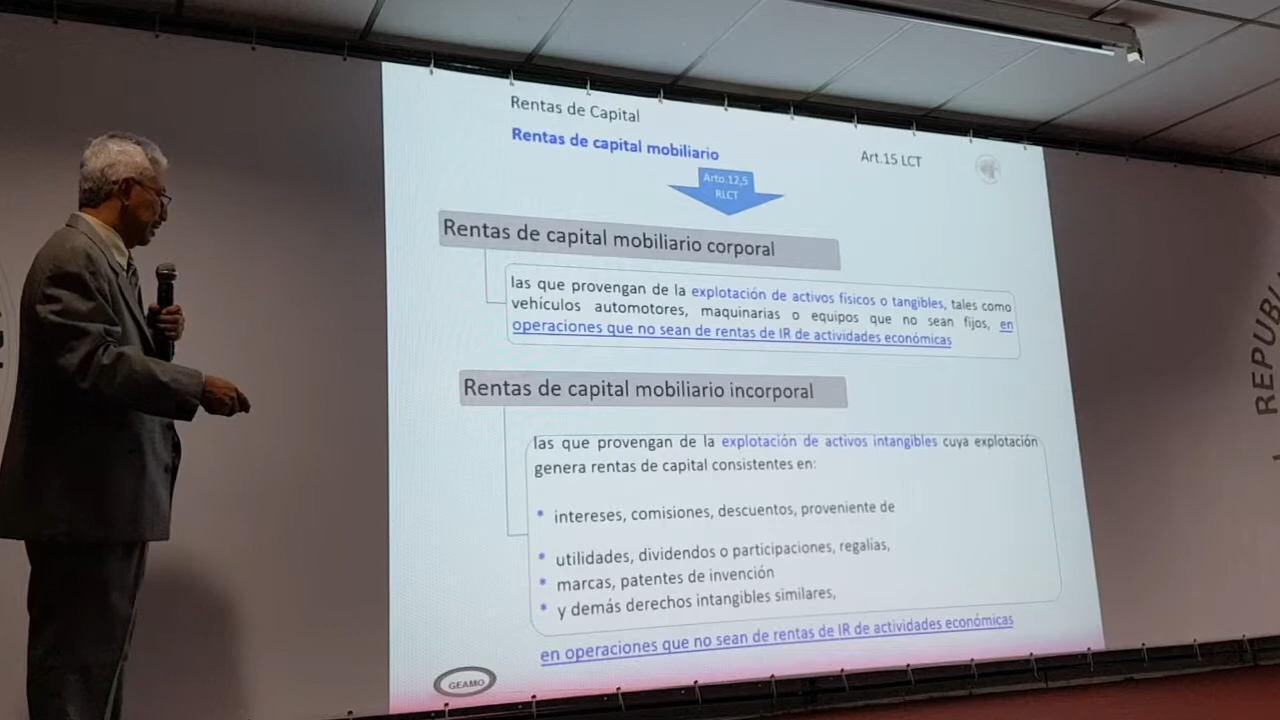 Rentas de Capital
Rentas de capital mobiliario
Art.15 LCT
Arto.12,5
RLCT
Rentas de capital mobiliario corporal
las que provengan de la explotación de activos físicos o tangibles, tales como
vehículos automotores, maquinarias o equipos que no sean fijos, en
operaciones que no sean de rentas de IR de actividades económicas
Rentas de capital mobiliario incorporal
las que provengan de la explotación de activos intangibles cuya explotación
genera rentas de capital consistentes en:
* intereses, comisiones, descuentos, proveniente de
* utilidades, dividendos o participaciones, regalías,
* marcas, patentes de invención
* y demás derechos intangibles similares,
en operaciones que no sean de rentas de IR de actividades económicas
GEAMO
REPUBLI